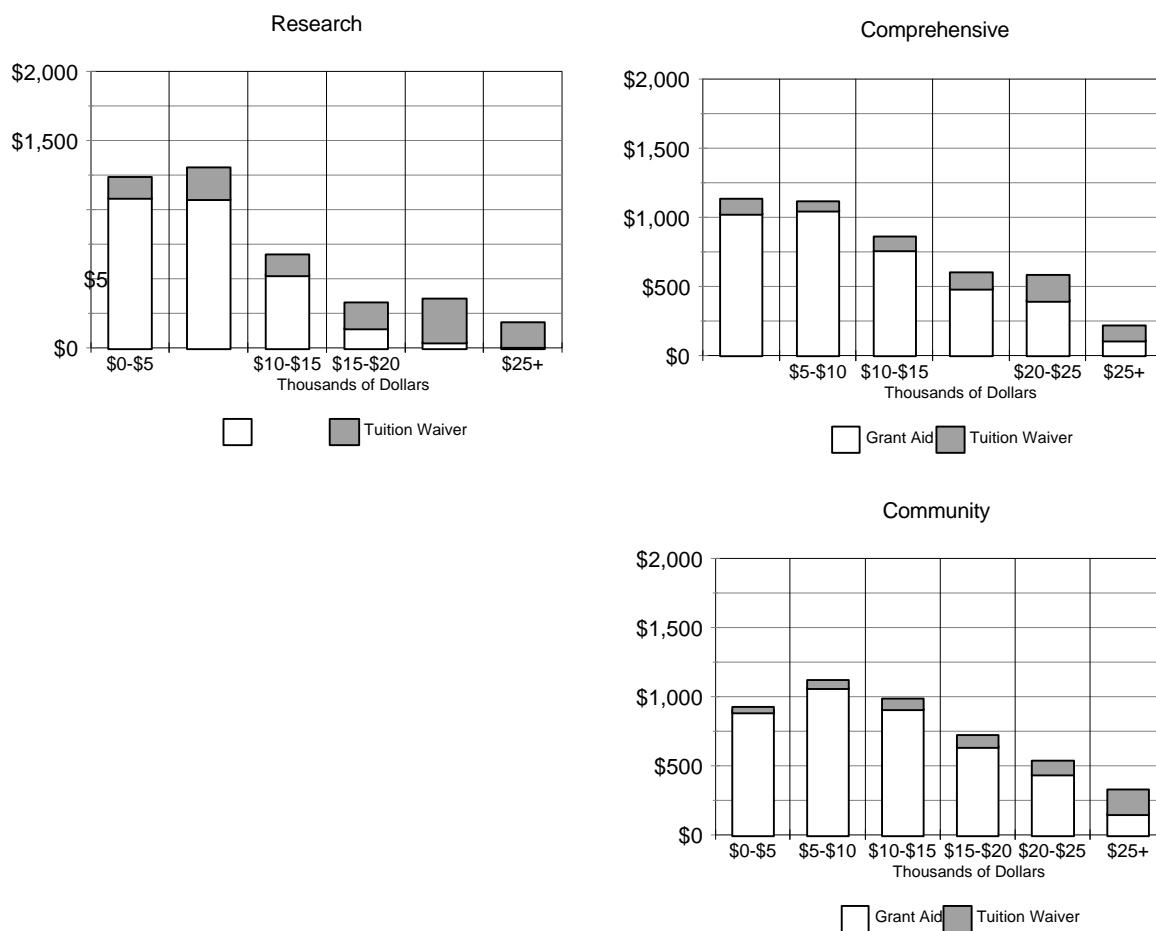 Research
$2,000
$1,500
$5
$0
$0-$5 $10-$15 $15-$20 $25+
Thousands of Dollars
Tuition Waiver
Comprehensive
$2,000
$1,500
$1,000
$500
$0
$5-$10 $10-$15 $20-$25 $25+
Thousands of Dollars
Grant Aid Tuition Waiver
Community
$2,000
$1,500
$1,000
$500
$0
$0-$5 $5-$10 $10-$15 $15-$20 $20-$25 $25+
Thousands of Dollars
Grant Aid Tuition Waiver